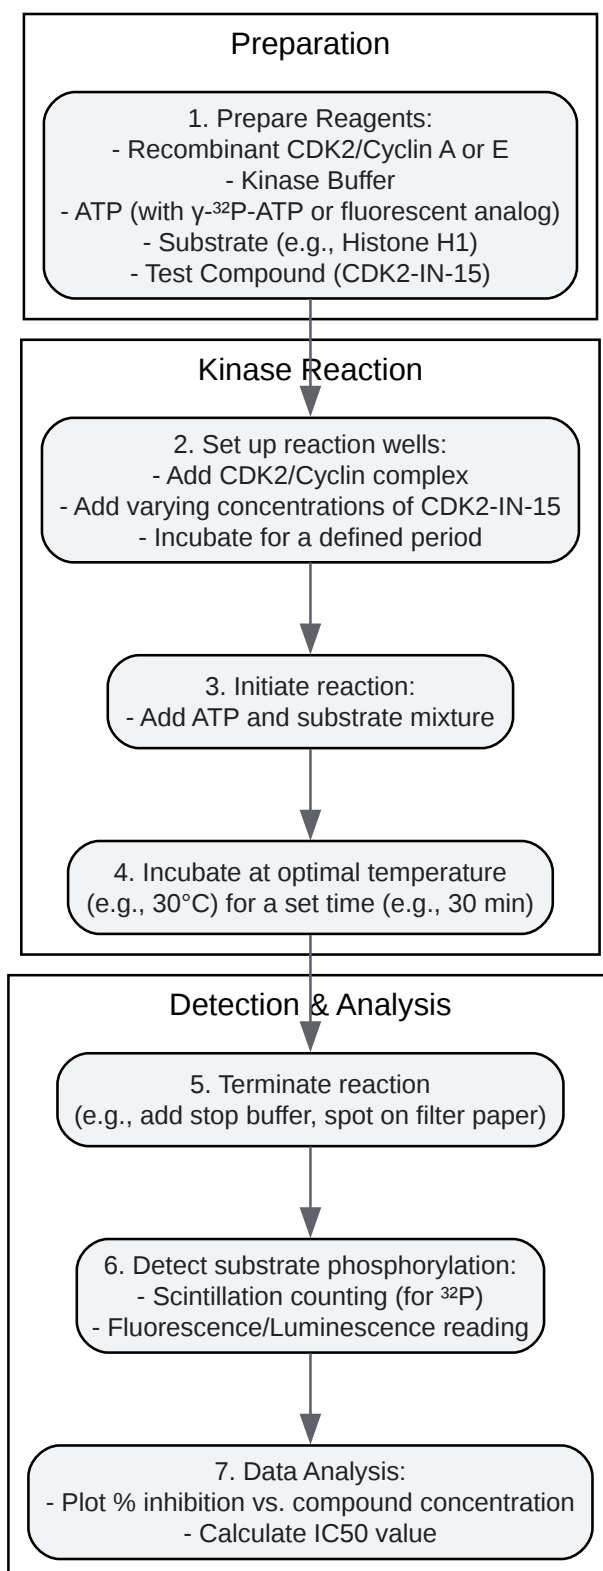 Preparation
1. Prepare Reagents:
- Recombinant CDK2/Cyclin A or E
- Kinase Buffer
- ATP (with γ-³²P-ATP or fluorescent analog)
- Substrate (e.g., Histone H1)
- Test Compound (CDK2-IN-15)
Kinase Reaction
2. Set up reaction wells:
- Add CDK2/Cyclin complex
- Add varying concentrations of CDK2-IN-15
- Incubate for a defined period
3. Initiate reaction:
- Add ATP and substrate mixture
4. Incubate at optimal temperature
(e.g., 30°C) for a set time (e.g., 30 min)
Detection & Analysis
5. Terminate reaction
(e.g., add stop buffer, spot on filter paper)
6. Detect substrate phosphorylation:
- Scintillation counting (for ³²P)
- Fluorescence/Luminescence reading
7. Data Analysis:
- Plot % inhibition vs. compound concentration
- Calculate IC50 value